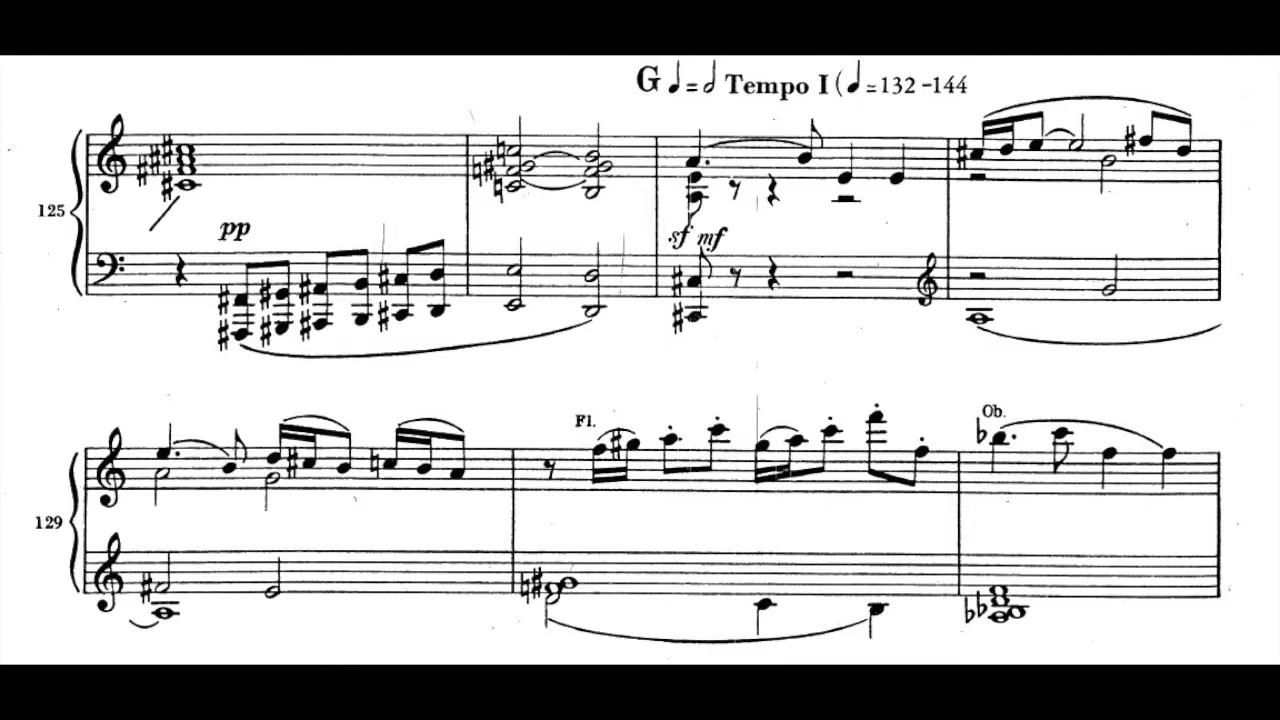 G ♩=𝅗𝅥 Tempo I (♩=132-144
125
pp
sf mf
Fl.
Ob.
129